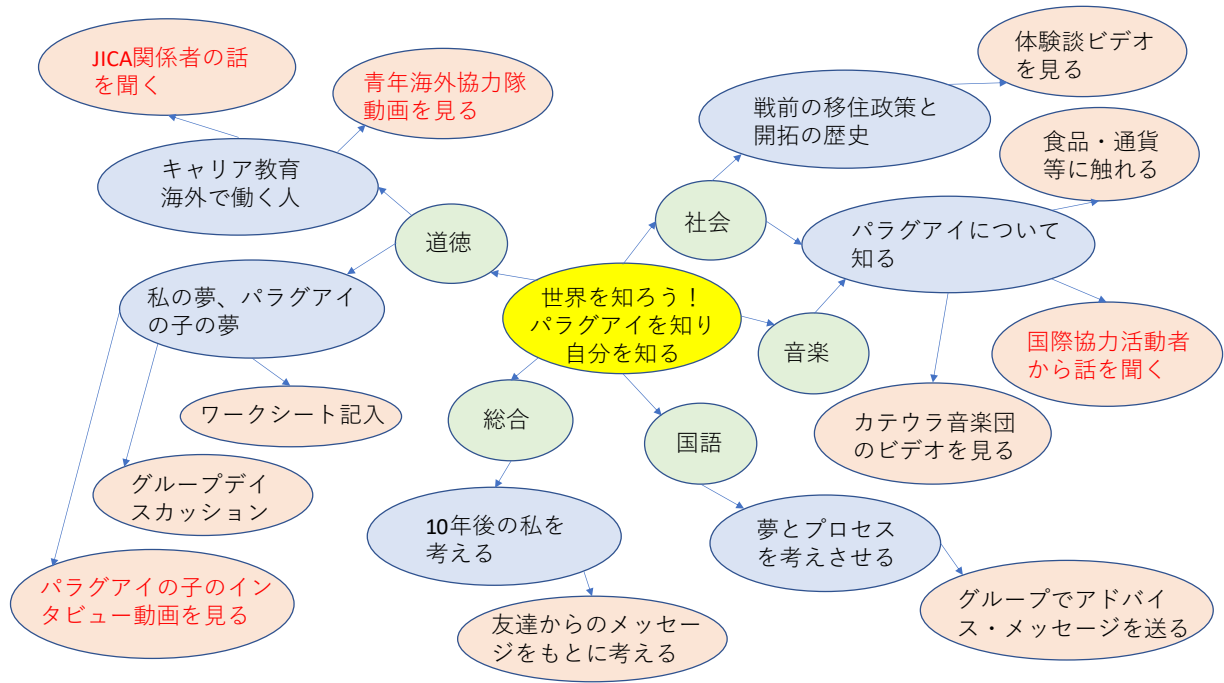 JICA関係者の話
を聞く
青年海外協力隊
動画を見る
体験談ビデオ
を見る
戦前の移住政策と
開拓の歴史
食品・通貨
等に触れる
キャリア教育
海外で働く人
社会
道徳
パラグアイについて
知る
私の夢、パラグアイ
の子の夢
世界を知ろう！
パラグアイを知り
自分を知る
音楽
国際協力活動者
から話を聞く
ワークシート記入
総合
国語
カテウラ音楽団
のビデオを見る
グループデイ
スカッション
10年後の私を
考える
夢とプロセス
を考えさせる
パラグアイの子のイン
タビュー動画を見る
友達からのメッセー
ジをもとに考える
グループでアドバイ
ス・メッセージを送る